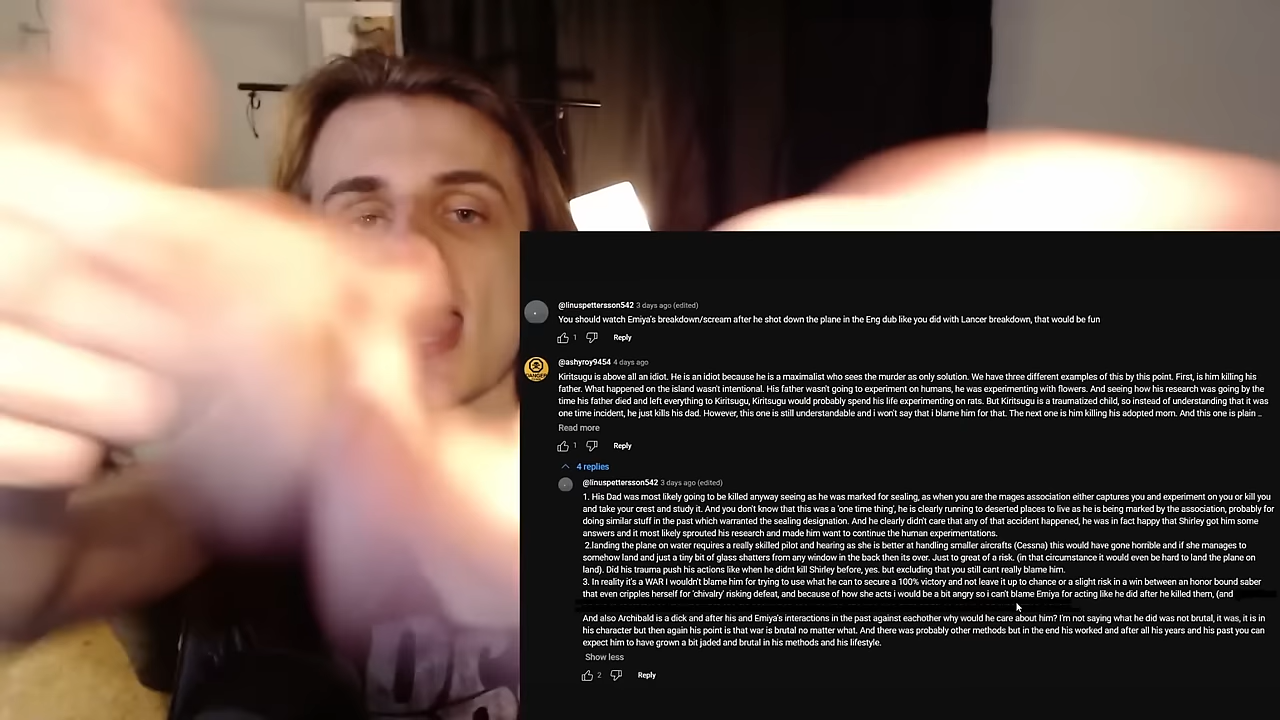 @linuspettersson542 3 days ago (edited)
You should watch Emiya's breakdown/scream after he shot down the plane in the Eng dub like you did with Lancer breakdown, that would be fun
1 Reply
@ashyroy9454 4 days ago
Kiritsugu is above all an idiot. He is an idiot because he is a maximalist who sees the murder as only solution. We have three different examples of this by this point. First, is him killing his
father. What happened on the island wasn't intentional. His father wasn't going to experiment on humans, he was experimenting with flowers. And seeing how his research was going by the
time his father died and left everything to Kiritsugu, Kiritsugu would probably spend his life experimenting on rats. But Kiritsugu is a traumatized child, so instead of understanding that it was
one time incident, he just kills his dad. However, this one is still understandable and i won't say that i blame him for that. The next one is him killing his adopted mom. And this one is plain ...
Read more
1 Reply
4 replies
@linuspettersson542 3 days ago (edited)
1. His Dad was most likely going to be killed anyway seeing as he was marked for sealing, as when you are the mages association either captures you and experiment on you or kill you
and take your crest and study it. And you don't know that this was a 'one time thing', he is clearly running to deserted places to live as he is being marked by the association, probably for
doing similar stuff in the past which warranted the sealing designation. And he clearly didn't care that any of that accident happened, he was in fact happy that Shirley got him some
answers and it most likely sprouted his research and made him want to continue the human experimentations.
2.landing the plane on water requires a really skilled pilot and hearing as she is better at handling smaller aircrafts (Cessna) this would have gone horrible and if she manages to
somehow land and just a tiny bit of glass shatters from any window in the back then its over. Just to great of a risk. (in that circumstance it would even be hard to land the plane on
land). Did his trauma push his actions like when he didnt kill Shirley before, yes. but excluding that you still cant really blame him.
3. In reality it's a WAR I wouldn't blame him for trying to use what he can to secure a 100% victory and not leave it up to chance or a slight risk in a win between an honor bound saber
that even cripples herself for 'chivalry' risking defeat, and because of how she acts i would be a bit angry so i can't blame Emiya for acting like he did after he killed them, (and
And also Archibald is a dick and after his and Emiya's interactions in the past against eachother why would he care about him? I'm not saying what he did was not brutal, it was, it is in
his character but then again his point is that war is brutal no matter what. And there was probably other methods but in the end his worked and after all his years and his past you can
expect him to have grown a bit jaded and brutal in his methods and his lifestyle.
Show less
2 Reply